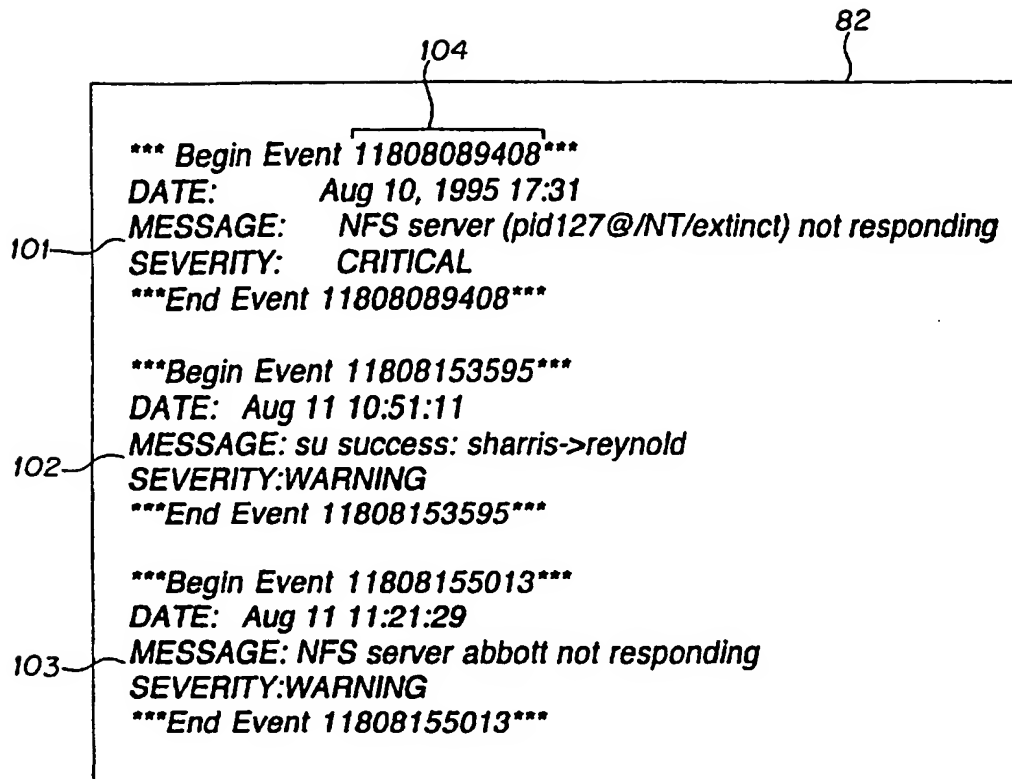 82
104
*** Begin Event 11808089408***
DATE: Aug 10, 1995 17:31
101 MESSAGE: NFS server (pid127@/NT/extinct) not responding
SEVERITY: CRITICAL
***End Event 11808089408***
***Begin Event 11808153595***
DATE: Aug 11 10:51:11
102 MESSAGE: su success: sharris->reynold
SEVERITY:WARNING
***End Event 11808153595***
***Begin Event 11808155013***
DATE: Aug 11 11:21:29
103 MESSAGE: NFS server abbott not responding
SEVERITY:WARNING
***End Event 11808155013***